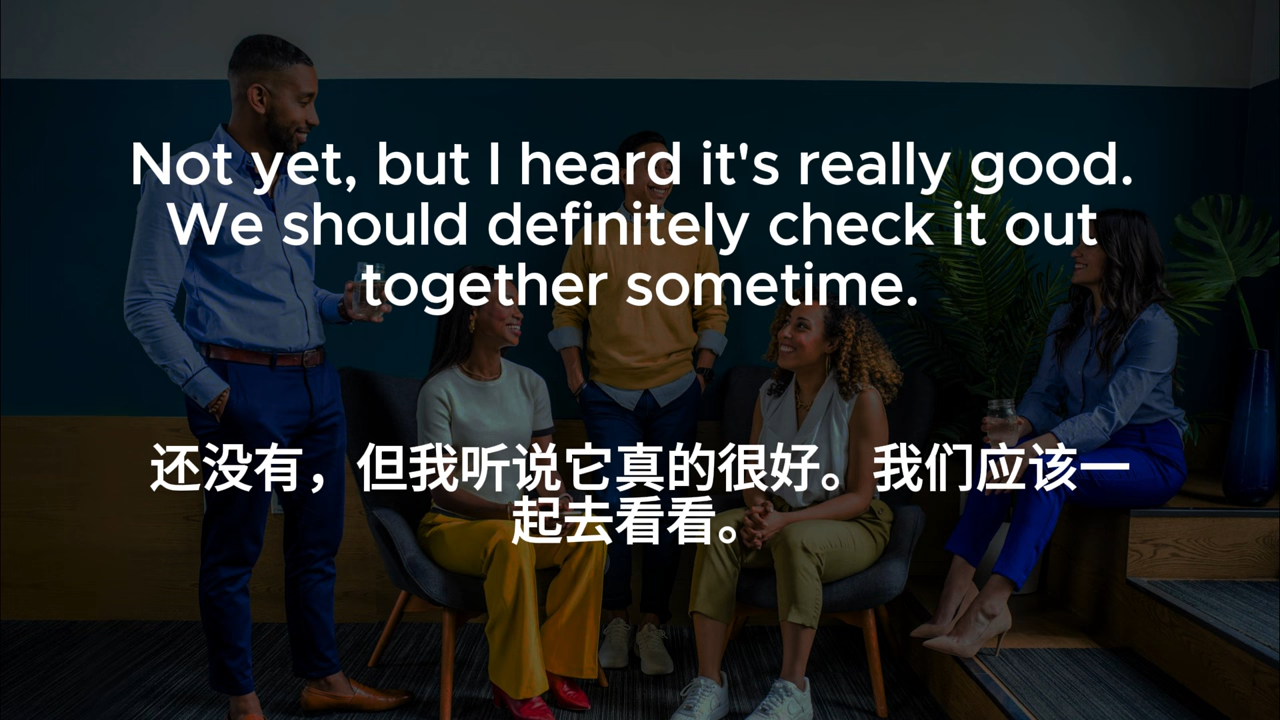 Not yet, but I heard it's really good.
We should definitely check it out
together sometime.
还没有，但我听说它真的很好。我们应该一
起去看看。